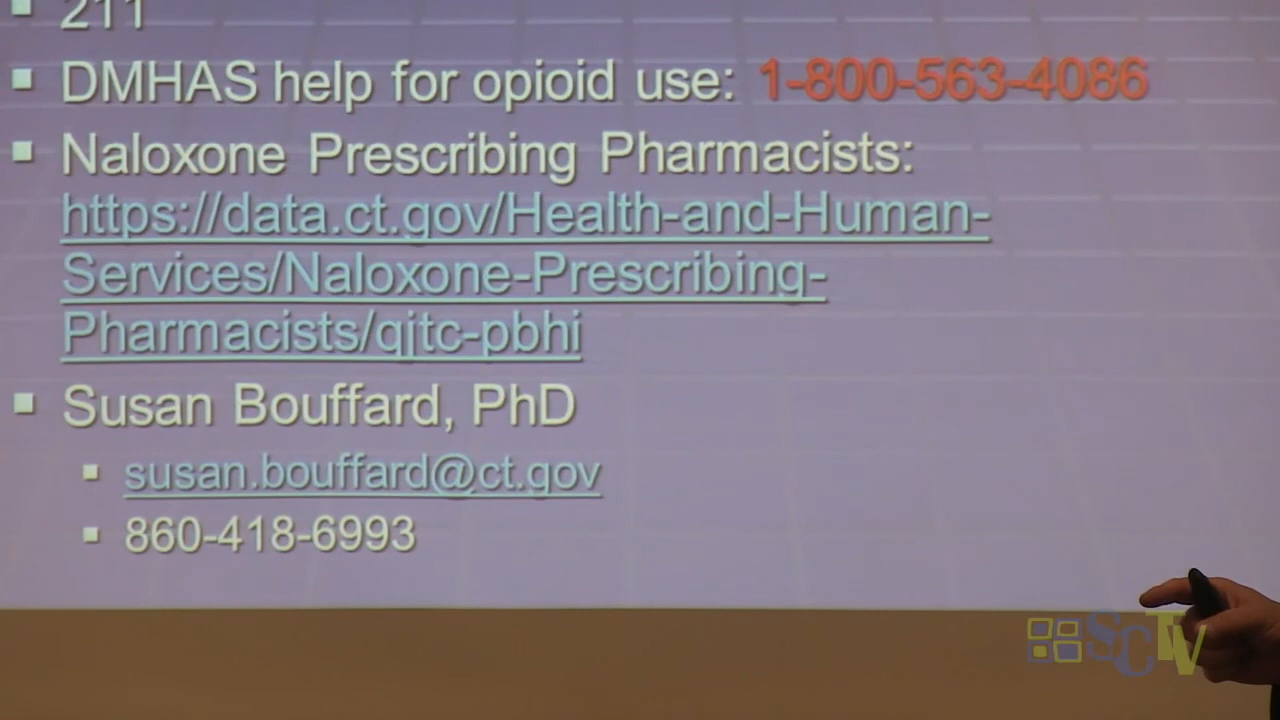 211
DMHAS help for opioid use: 1-800-563-4086
Naloxone Prescribing Pharmacists:
https://data.ct.gov/Health-and-Human-
Services/Naloxone-Prescribing-
Pharmacists/qjtc-pbhi
Susan Bouffard, PhD
susan.bouffard@ct.gov
860-418-6993
SCTV